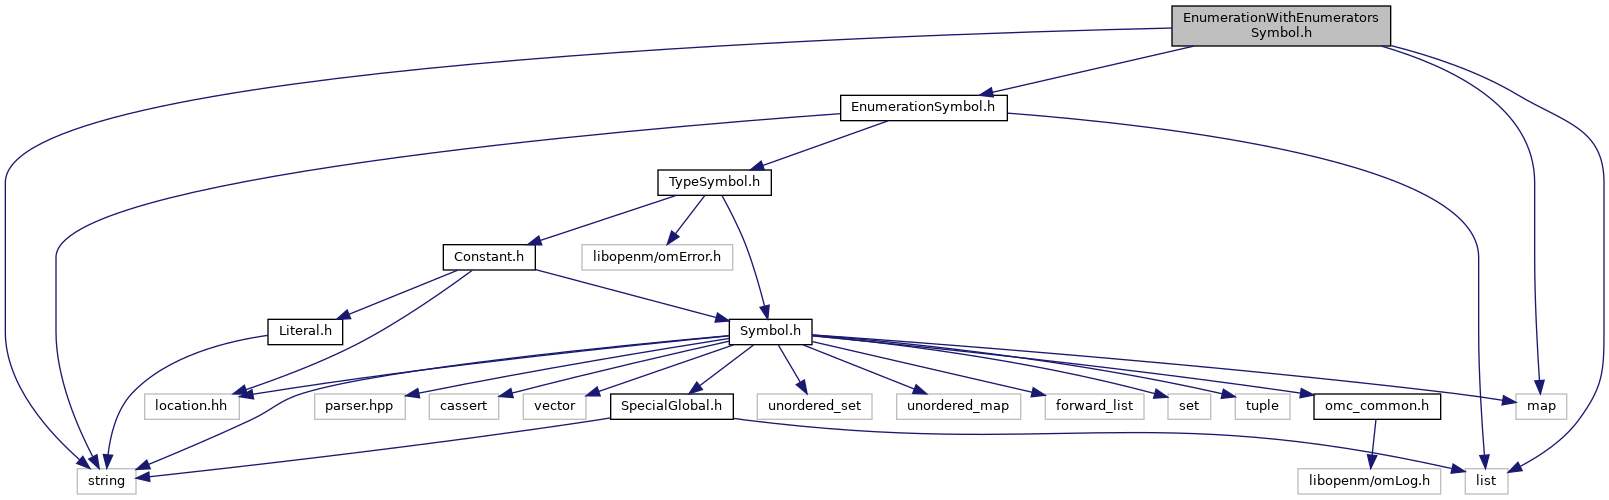 EnumerationWithEnumerators
Symbol.h
EnumerationSymbol.h
TypeSymbol.h
Constant.h
libopenm/omError.h
Literal.h
Symbol.h
location.hh
parser.hpp
cassert
vector
SpecialGlobal.h
unordered_set
unordered_map
forward_list
set
tuple
omc_common.h
map
string
libopenm/omLog.h
list